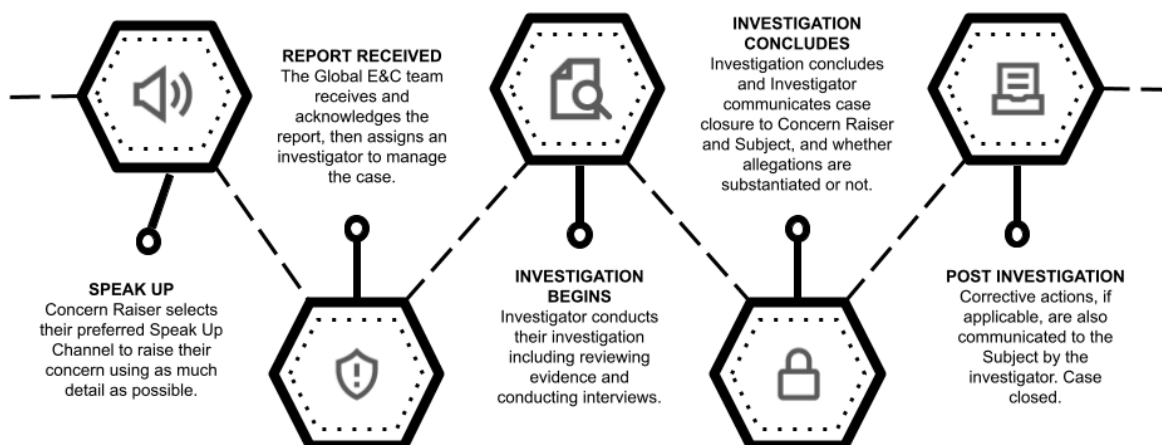 SPEAK UP
Concern Raiser selects
their preferred Speak Up
Channel to raise their
concern using as much
detail as possible.
REPORT RECEIVED
The Global E&C team
receives and
acknowledges the
report, then assigns an
investigator to manage
the case.
INVESTIGATION
BEGINS
Investigator conducts
their investigation
including reviewing
evidence and
conducting interviews.
INVESTIGATION
CONCLUDES
Investigation concludes
and Investigator
communicates case
closure to Concern Raiser
and Subject, and whether
allegations are
substantiated or not.
POST INVESTIGATION
Corrective actions, if
applicable, are also
communicated to the
Subject by the
investigator. Case
closed.